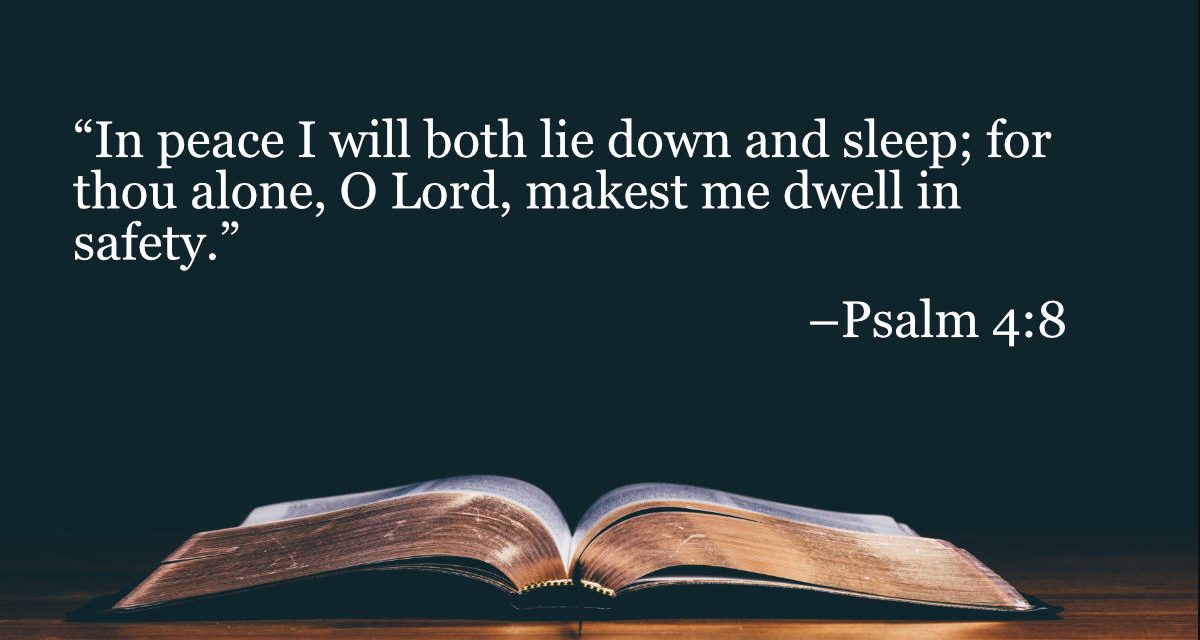 “In peace I will both lie down and sleep; for
thou alone, O Lord, makest me dwell in
safety.”
–Psalm 4:8